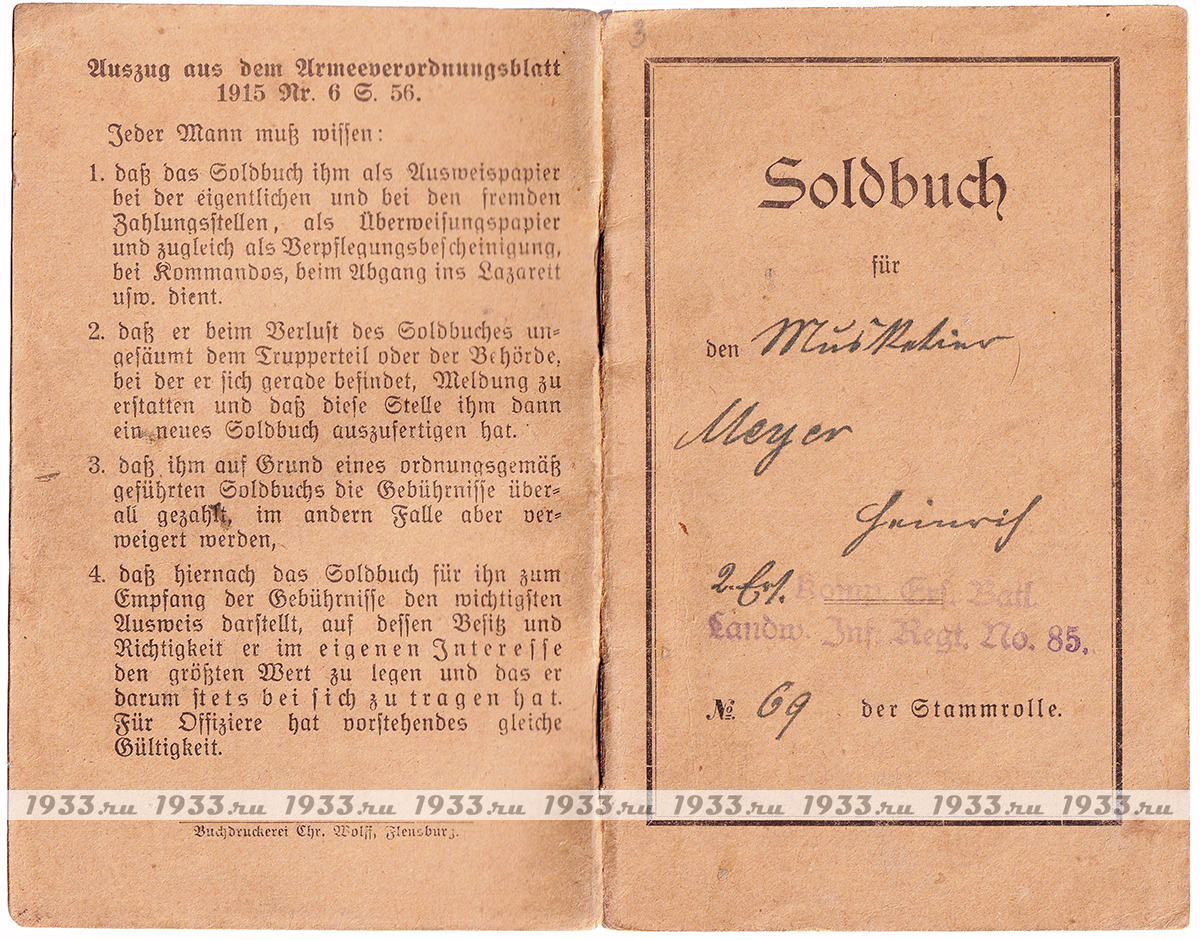 Auszug aus dem Armeeverordnungsblatt
1915 Nr. 6 S. 56.
Jeder Mann muß wissen:
1. daß das Soldbuch ihm als Ausweispapier
bei der eigentlichen und bei den fremden
Zahlungsstellen, als Überweisungspapier
und zugleich als Verpflegungsbescheinigung,
bei Kommandos, beim Abgang ins Lazarett
usw. dient.
2. daß er beim Verlust des Soldbuches un=
gesäumt dem Trupperteil oder der Behörde,
bei der er sich gerade befindet, Meldung zu
erstatten und daß diese Stelle ihm dann
ein neues Soldbuch auszufertigen hat.
3. daß ihm auf Grund eines ordnungsgemäß
geführten Soldbuchs die Gebührnisse über=
all gezahlt, im andern Falle aber ver=
weigert werden,
4. daß hiernach das Soldbuch für ihn zum
Empfang der Gebührnisse den wichtigsten
Ausweis darstellt, auf dessen Besitz und
Richtigkeit er im eigenen Interesse
den größten Wert zu legen und das er
darum stets bei sich zu tragen hat.
Für Offiziere hat vorstehendes gleiche
Gültigkeit.
Buchdruckerei Chr. Wolff, Flensburg.
3
Soldbuch
für
den Musketier
Meyer
Heinrich
2. Ers. Komp. Ers. Batl.
Landw. Inf. Regt. No. 85.
№ 69 der Stammrolle.
1933.ru 1933.ru 1933.ru 1933.ru 1933.ru 1933.ru 1933.ru 1933.ru 1933.ru